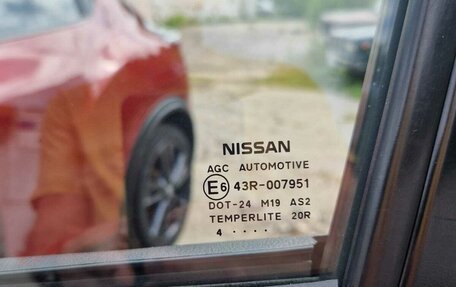 NISSAN
AGC AUTOMOTIVE
E6 43R-007951
DOT-24 M19 AS2
TEMPERLITE 20R
4 ....